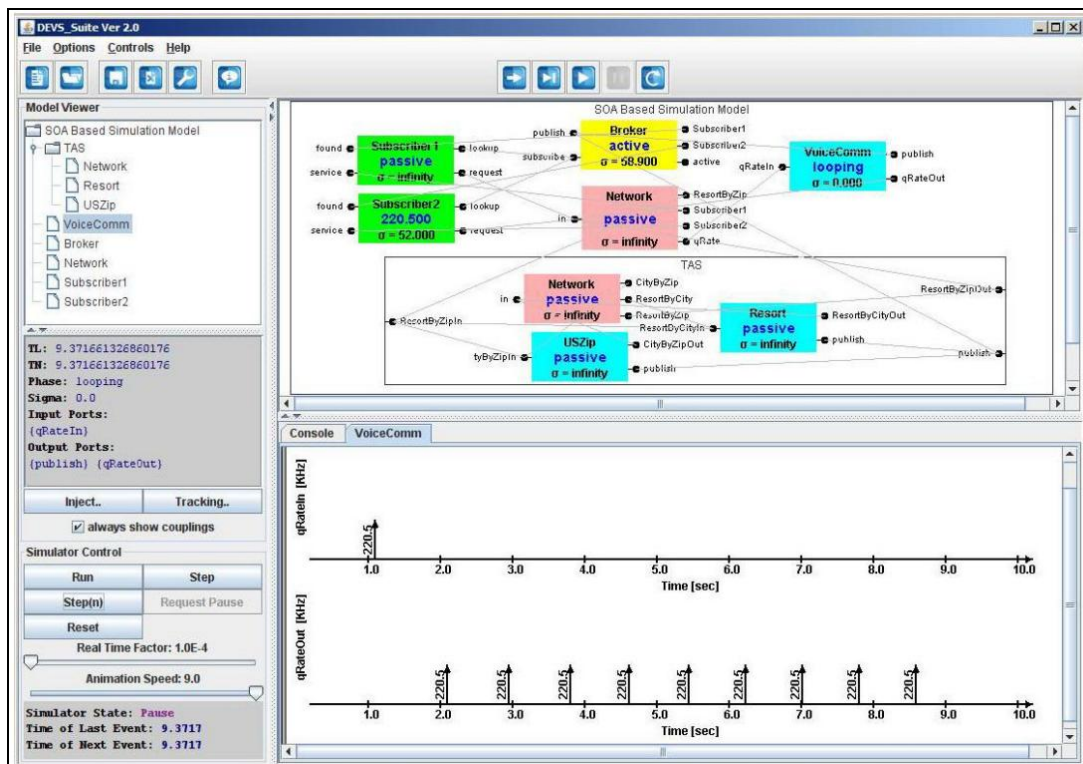 DEVS_Suite Ver 2.0
File Options Controls Help
Model Viewer
SOA Based Simulation Model
TAS
Network
Resort
USZip
VoiceComm
Broker
Network
Subscriber1
Subscriber2
TL: 9.371661326860176
TN: 9.371661326860176
Phase: looping
Sigma: 0.0
Input Ports:
{qRateIn}
Output Ports:
{publish} {qRateOut}
Inject.. Tracking..
always show couplings
Simulator Control
Run Step
Step(n) Request Pause
Reset
Real Time Factor: 1.0E-4
Animation Speed: 9.0
Simulator State: Pause
Time of Last Event: 9.3717
Time of Next Event: 9.3717
SOA Based Simulation Model
found Subscriber1 lookup
service passive request
σ = infinity
found Subscriber2 lookup
service 220.500 request
σ = 52.000
publish Broker Subscriber1
subscribe active Subscriber2
σ = 58.900 active
VoiceComm publish
qRateIn looping qRateOut
σ = 0.000
Network ResortByZip
in passive Subscriber1
Subscriber2
σ = infinity qRate
TAS
ResortByZipIn
ResortByZipOut
publish
Network CityByZip
in passive ResortByCity
σ = infinity ResortByZip
ResortByCityIn Resort ResortByCityOut
passive publish
σ = infinity
USZip CityByZipOut
tyByZipIn passive publish
σ = infinity
Console VoiceComm
qRateIn [KHz]
220.5
1.0 2.0 3.0 4.0 5.0 6.0 7.0 8.0 9.0 10.0
Time [sec]
qRateOut [KHz]
220.5 220.5 220.5 220.5 220.5 220.5 220.5 220.5 220.5
1.0 2.0 3.0 4.0 5.0 6.0 7.0 8.0 9.0 10.0
Time [sec]